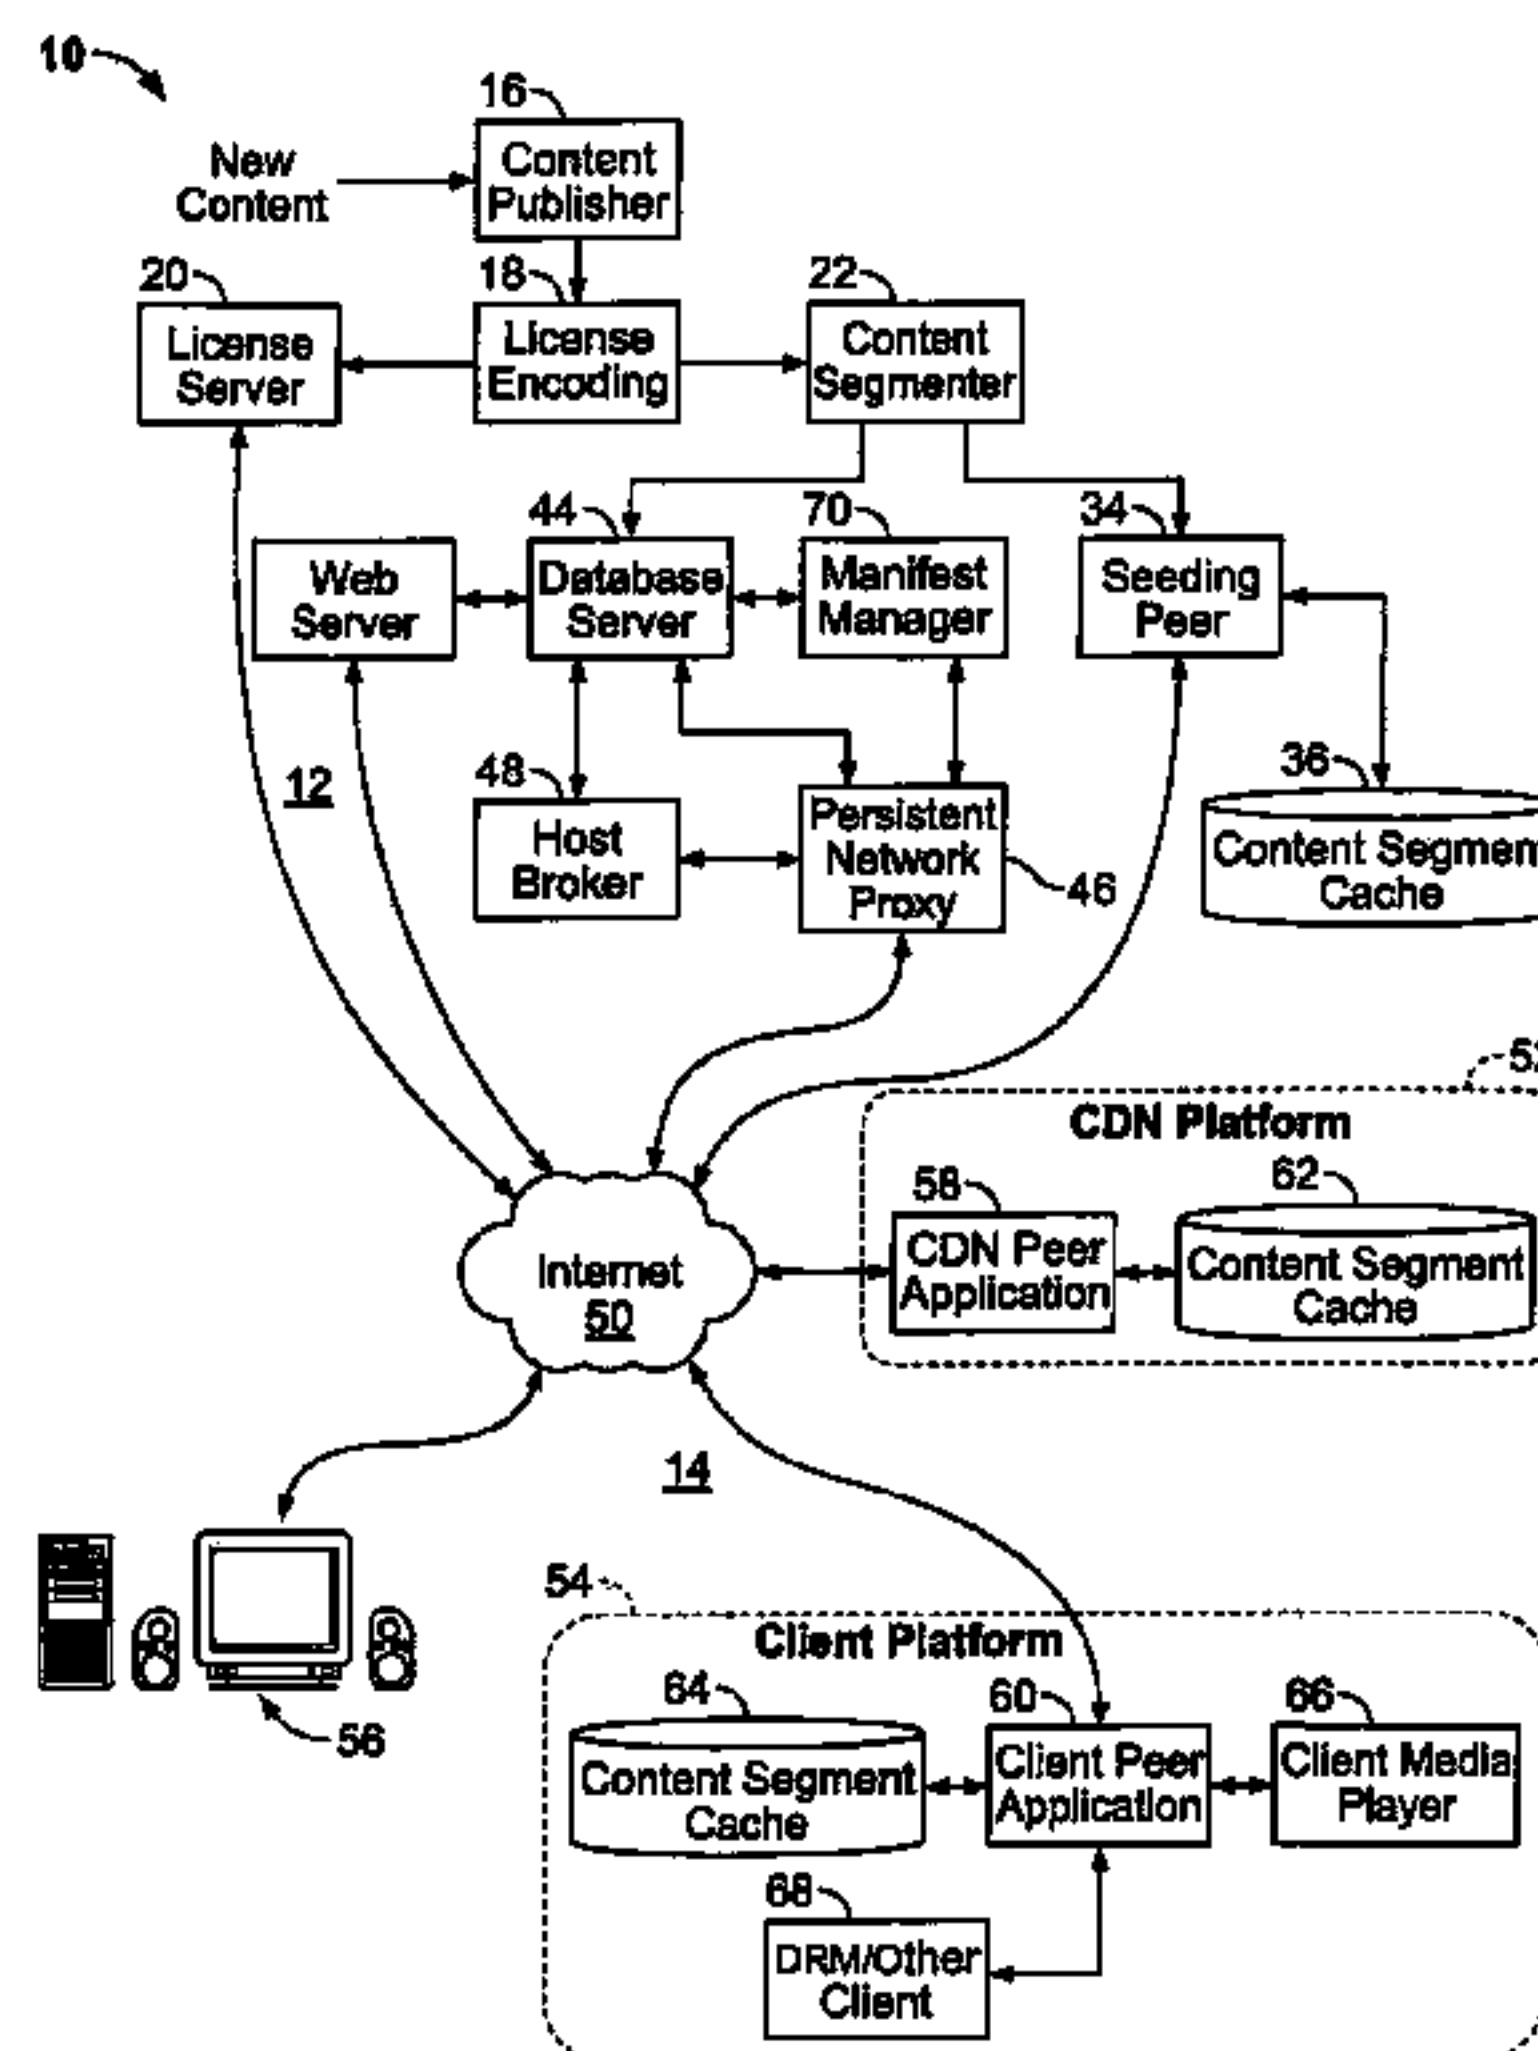 10
16
New
Content
Content
Publisher
20
18
22
License
Server
License
Encoding
Content
Segmenter
44
70
34
Web
Server
Database
Server
Manifest
Manager
Seeding
Peer
12
48
36
Host
Broker
Persistent
Network
Proxy
46
Content Segmen
Cache
CDN Platform
58
62
Internet
50
CDN Peer
Application
Content Segment
Cache
14
54
Client Platform
56
64
60
66
Content Segment
Cache
Client Peer
Application
Client Media
Player
68
DRM/Other
Client